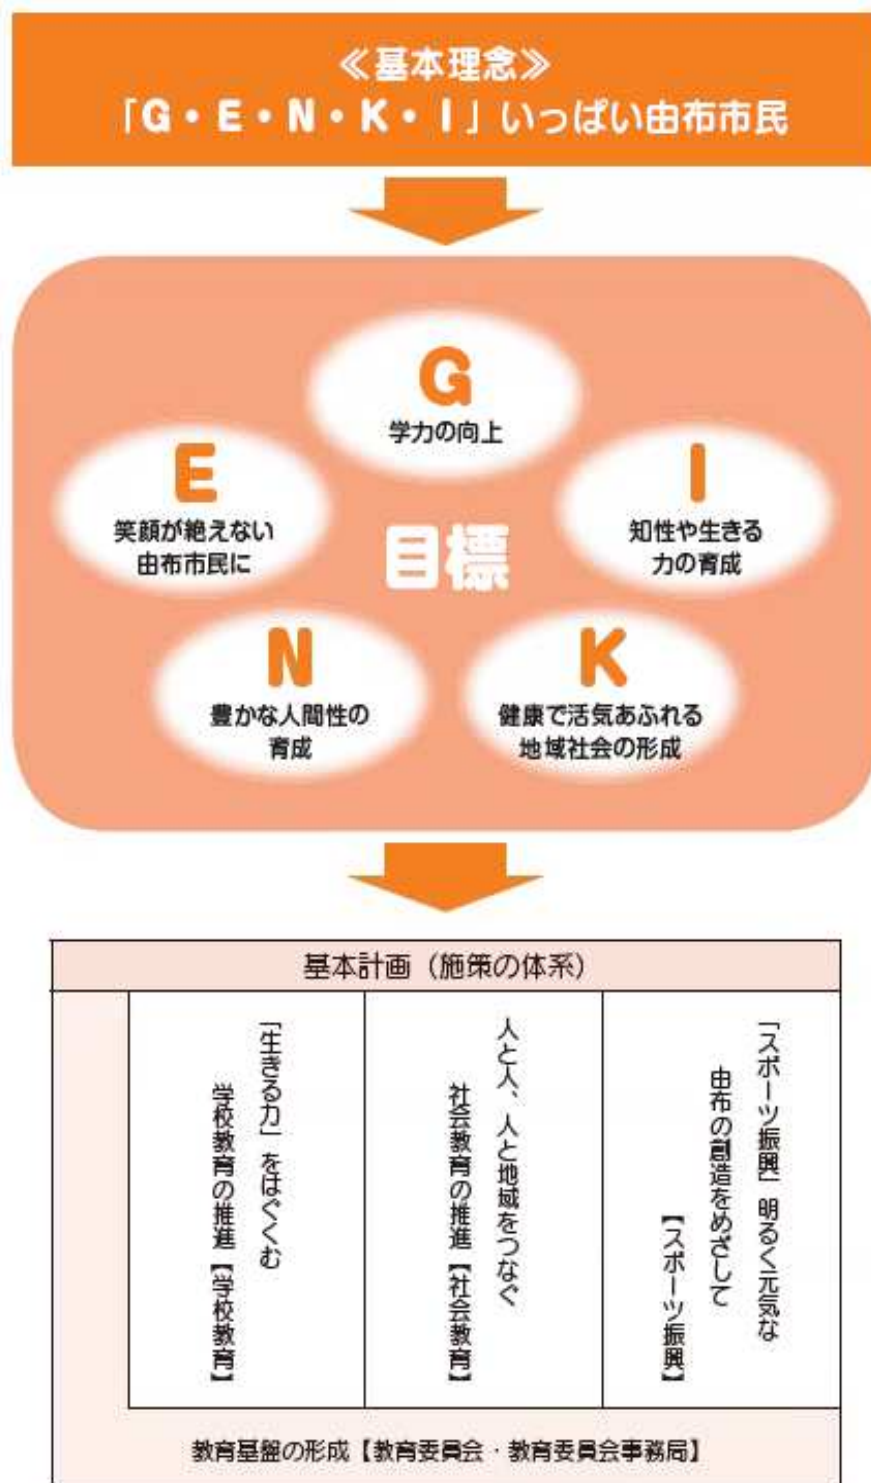 ≪基本理念≫
「G・E・N・K・I」いっぱい由布市民
G
学力の向上
E
笑顔が絶えない
由布市民に
I
知性や生きる
力の育成
目標
N
豊かな人間性の
育成
K
健康で活気あふれる
地域社会の形成
基本計画（施策の体系）
「生きる力」をはぐくむ
学校教育の推進【学校教育】
人と人、人と地域をつなぐ
社会教育の推進【社会教育】
「スポーツ振興」明るく元気な
由布の創造をめざして
【スポーツ振興】
教育基盤の形成【教育委員会・教育委員会事務局】